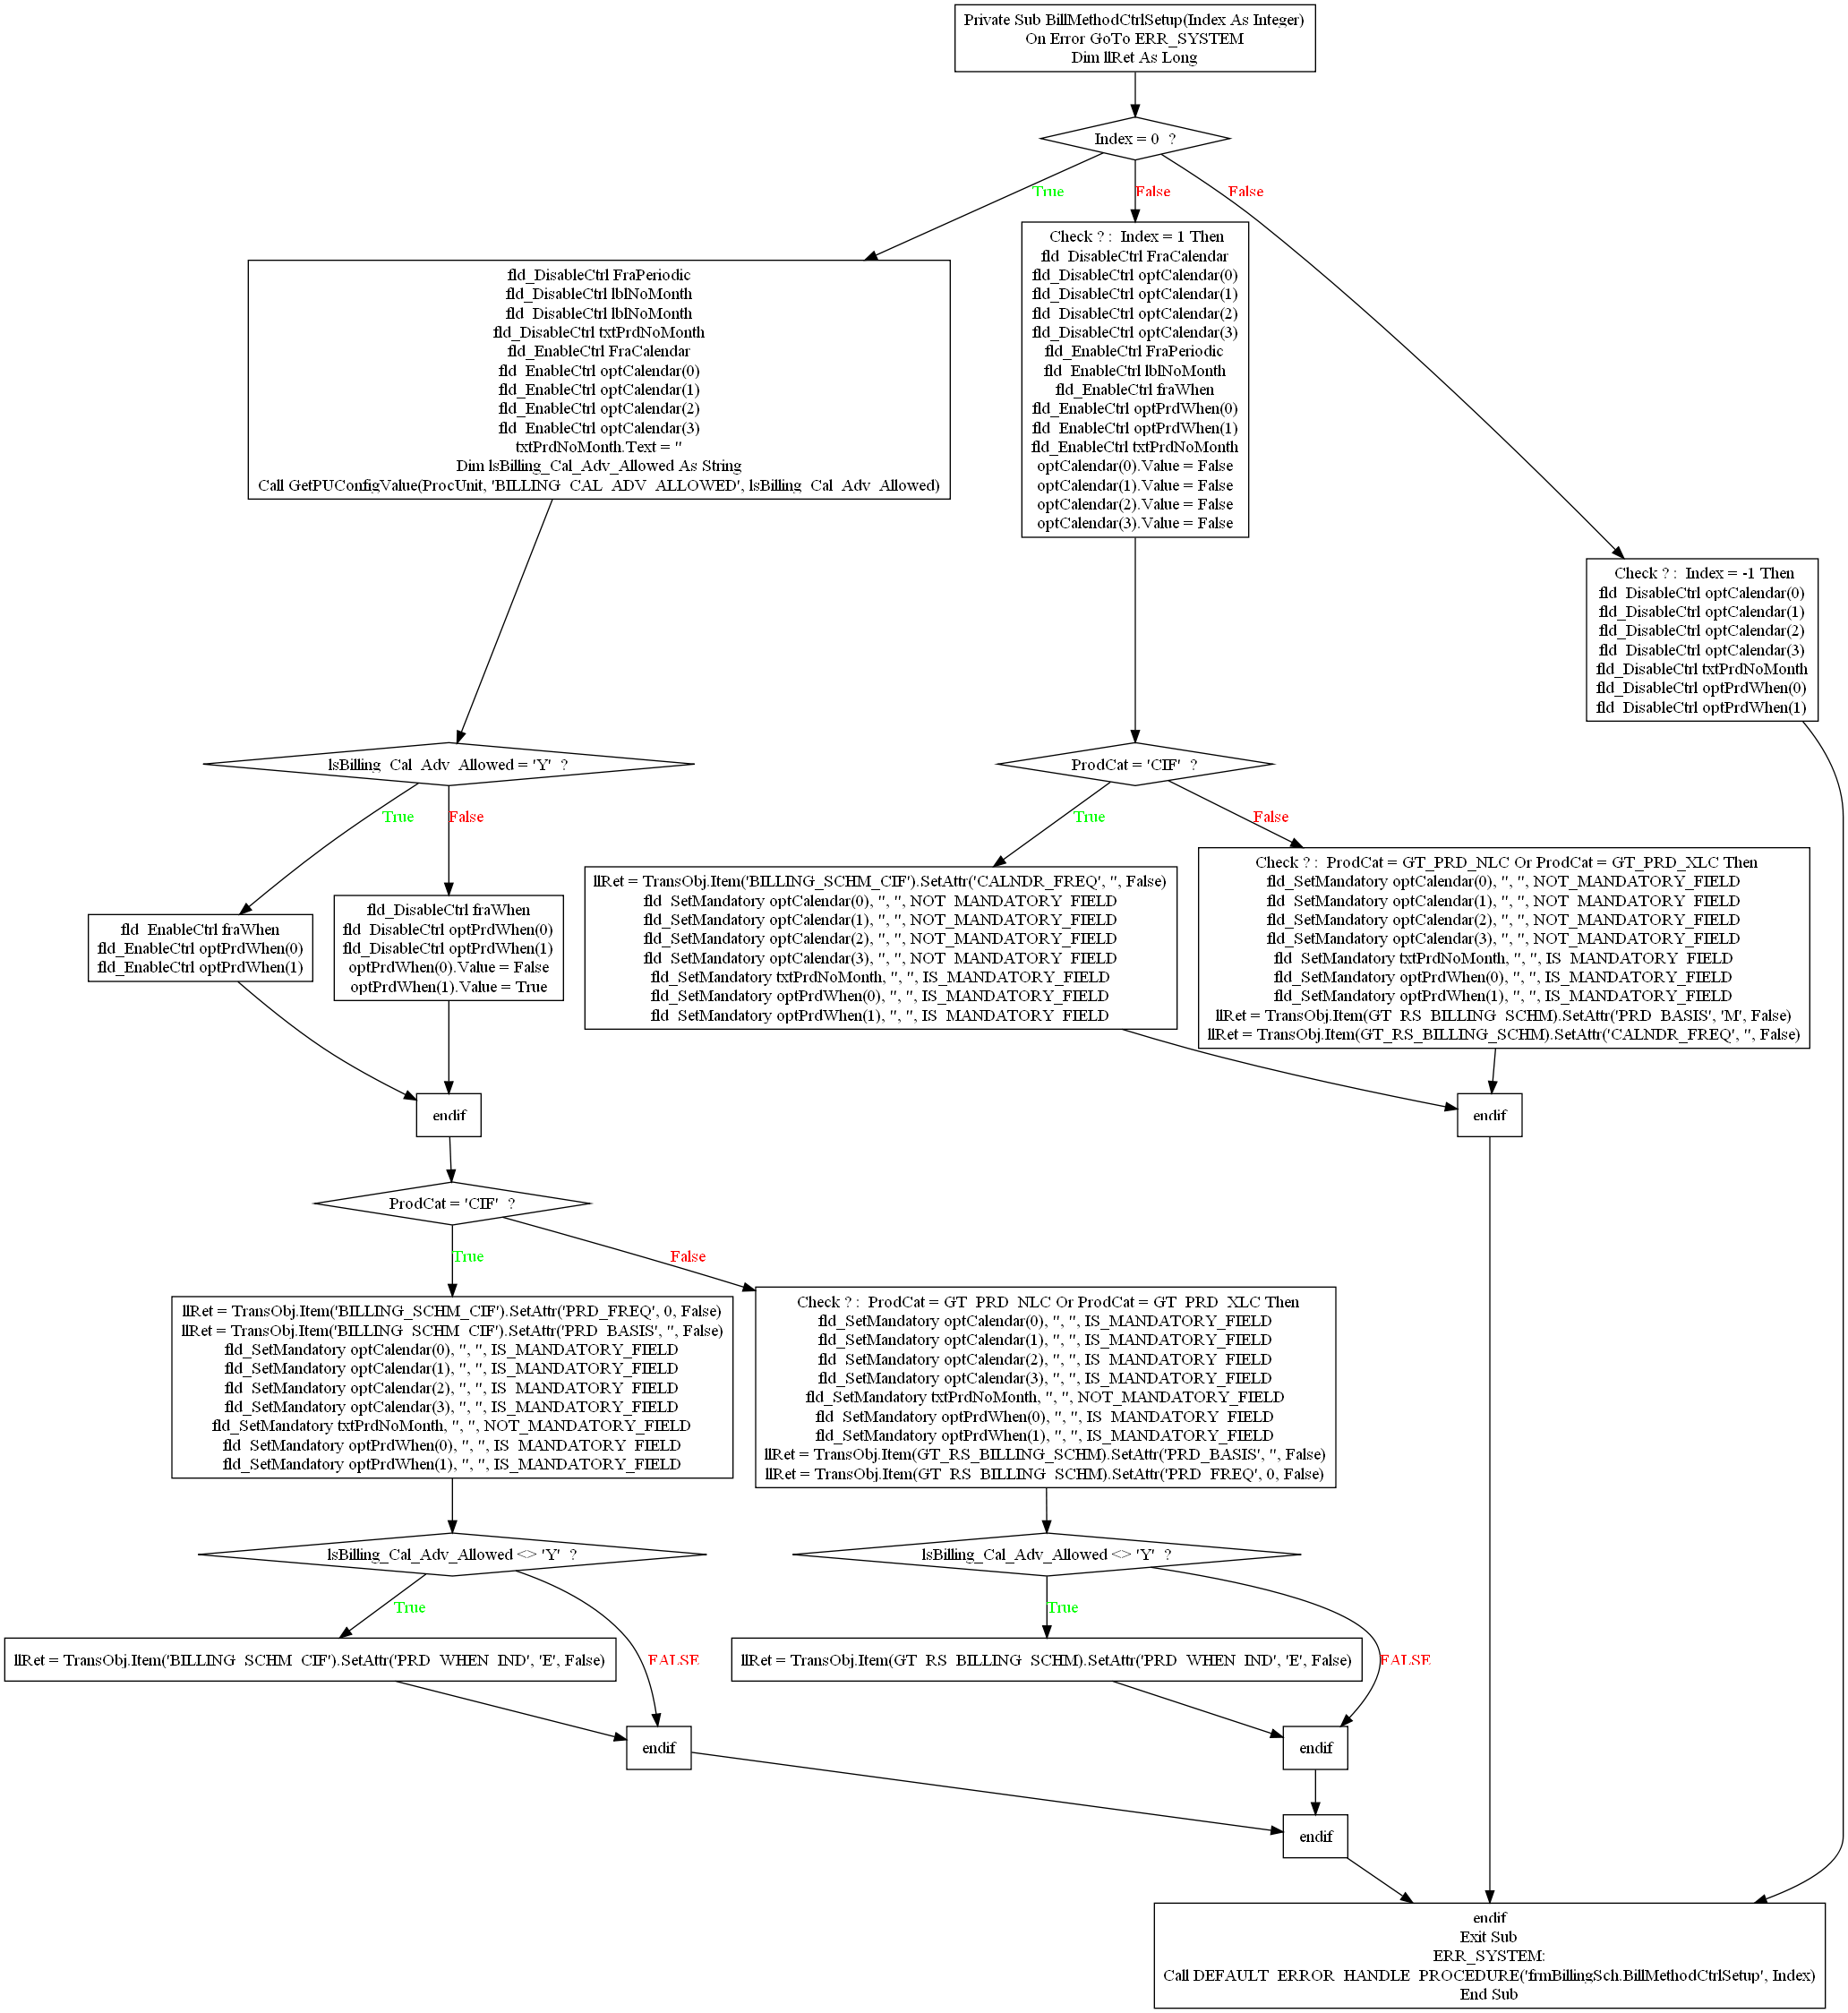 Private Sub BillMethodCtrlSetup(Index As Integer)
On Error GoTo ERR_SYSTEM
Dim llRet As Long
Index = 0  ?
True
False
False
fld_DisableCtrl FraPeriodic
fld_DisableCtrl lblNoMonth
fld_DisableCtrl lblNoMonth
fld_DisableCtrl txtPrdNoMonth
fld_EnableCtrl FraCalendar
fld_EnableCtrl optCalendar(0)
fld_EnableCtrl optCalendar(1)
fld_EnableCtrl optCalendar(2)
fld_EnableCtrl optCalendar(3)
txtPrdNoMonth.Text = ''
Dim lsBilling_Cal_Adv_Allowed As String
Call GetPUConfigValue(ProcUnit, 'BILLING_CAL_ADV_ALLOWED', lsBilling_Cal_Adv_Allowed)
Check ? :  Index = 1 Then
fld_DisableCtrl FraCalendar
fld_DisableCtrl optCalendar(0)
fld_DisableCtrl optCalendar(1)
fld_DisableCtrl optCalendar(2)
fld_DisableCtrl optCalendar(3)
fld_EnableCtrl FraPeriodic
fld_EnableCtrl lblNoMonth
fld_EnableCtrl fraWhen
fld_EnableCtrl optPrdWhen(0)
fld_EnableCtrl optPrdWhen(1)
fld_EnableCtrl txtPrdNoMonth
optCalendar(0).Value = False
optCalendar(1).Value = False
optCalendar(2).Value = False
optCalendar(3).Value = False
Check ? :  Index = -1 Then
fld_DisableCtrl optCalendar(0)
fld_DisableCtrl optCalendar(1)
fld_DisableCtrl optCalendar(2)
fld_DisableCtrl optCalendar(3)
fld_DisableCtrl txtPrdNoMonth
fld_DisableCtrl optPrdWhen(0)
fld_DisableCtrl optPrdWhen(1)
lsBilling_Cal_Adv_Allowed = 'Y'  ?
ProdCat = 'CIF'  ?
True
False
True
False
fld_EnableCtrl fraWhen
fld_EnableCtrl optPrdWhen(0)
fld_EnableCtrl optPrdWhen(1)
fld_DisableCtrl fraWhen
fld_DisableCtrl optPrdWhen(0)
fld_DisableCtrl optPrdWhen(1)
optPrdWhen(0).Value = False
optPrdWhen(1).Value = True
llRet = TransObj.Item('BILLING_SCHM_CIF').SetAttr('CALNDR_FREQ', '', False)
fld_SetMandatory optCalendar(0), '', '', NOT_MANDATORY_FIELD
fld_SetMandatory optCalendar(1), '', '', NOT_MANDATORY_FIELD
fld_SetMandatory optCalendar(2), '', '', NOT_MANDATORY_FIELD
fld_SetMandatory optCalendar(3), '', '', NOT_MANDATORY_FIELD
fld_SetMandatory txtPrdNoMonth, '', '', IS_MANDATORY_FIELD
fld_SetMandatory optPrdWhen(0), '', '', IS_MANDATORY_FIELD
fld_SetMandatory optPrdWhen(1), '', '', IS_MANDATORY_FIELD
Check ? :  ProdCat = GT_PRD_NLC Or ProdCat = GT_PRD_XLC Then
fld_SetMandatory optCalendar(0), '', '', NOT_MANDATORY_FIELD
fld_SetMandatory optCalendar(1), '', '', NOT_MANDATORY_FIELD
fld_SetMandatory optCalendar(2), '', '', NOT_MANDATORY_FIELD
fld_SetMandatory optCalendar(3), '', '', NOT_MANDATORY_FIELD
fld_SetMandatory txtPrdNoMonth, '', '', IS_MANDATORY_FIELD
fld_SetMandatory optPrdWhen(0), '', '', IS_MANDATORY_FIELD
fld_SetMandatory optPrdWhen(1), '', '', IS_MANDATORY_FIELD
llRet = TransObj.Item(GT_RS_BILLING_SCHM).SetAttr('PRD_BASIS', 'M', False)
llRet = TransObj.Item(GT_RS_BILLING_SCHM).SetAttr('CALNDR_FREQ', '', False)
endif
endif
ProdCat = 'CIF'  ?
True
False
llRet = TransObj.Item('BILLING_SCHM_CIF').SetAttr('PRD_FREQ', 0, False)
llRet = TransObj.Item('BILLING_SCHM_CIF').SetAttr('PRD_BASIS', '', False)
fld_SetMandatory optCalendar(0), '', '', IS_MANDATORY_FIELD
fld_SetMandatory optCalendar(1), '', '', IS_MANDATORY_FIELD
fld_SetMandatory optCalendar(2), '', '', IS_MANDATORY_FIELD
fld_SetMandatory optCalendar(3), '', '', IS_MANDATORY_FIELD
fld_SetMandatory txtPrdNoMonth, '', '', NOT_MANDATORY_FIELD
fld_SetMandatory optPrdWhen(0), '', '', IS_MANDATORY_FIELD
fld_SetMandatory optPrdWhen(1), '', '', IS_MANDATORY_FIELD
Check ? :  ProdCat = GT_PRD_NLC Or ProdCat = GT_PRD_XLC Then
fld_SetMandatory optCalendar(0), '', '', IS_MANDATORY_FIELD
fld_SetMandatory optCalendar(1), '', '', IS_MANDATORY_FIELD
fld_SetMandatory optCalendar(2), '', '', IS_MANDATORY_FIELD
fld_SetMandatory optCalendar(3), '', '', IS_MANDATORY_FIELD
fld_SetMandatory txtPrdNoMonth, '', '', NOT_MANDATORY_FIELD
fld_SetMandatory optPrdWhen(0), '', '', IS_MANDATORY_FIELD
fld_SetMandatory optPrdWhen(1), '', '', IS_MANDATORY_FIELD
llRet = TransObj.Item(GT_RS_BILLING_SCHM).SetAttr('PRD_BASIS', '', False)
llRet = TransObj.Item(GT_RS_BILLING_SCHM).SetAttr('PRD_FREQ', 0, False)
lsBilling_Cal_Adv_Allowed <> 'Y'  ?
lsBilling_Cal_Adv_Allowed <> 'Y'  ?
True
True
llRet = TransObj.Item('BILLING_SCHM_CIF').SetAttr('PRD_WHEN_IND', 'E', False)
FALSE
llRet = TransObj.Item(GT_RS_BILLING_SCHM).SetAttr('PRD_WHEN_IND', 'E', False)
FALSE
endif
endif
endif
endif
Exit Sub
ERR_SYSTEM:
Call DEFAULT_ERROR_HANDLE_PROCEDURE('frmBillingSch.BillMethodCtrlSetup', Index)
End Sub